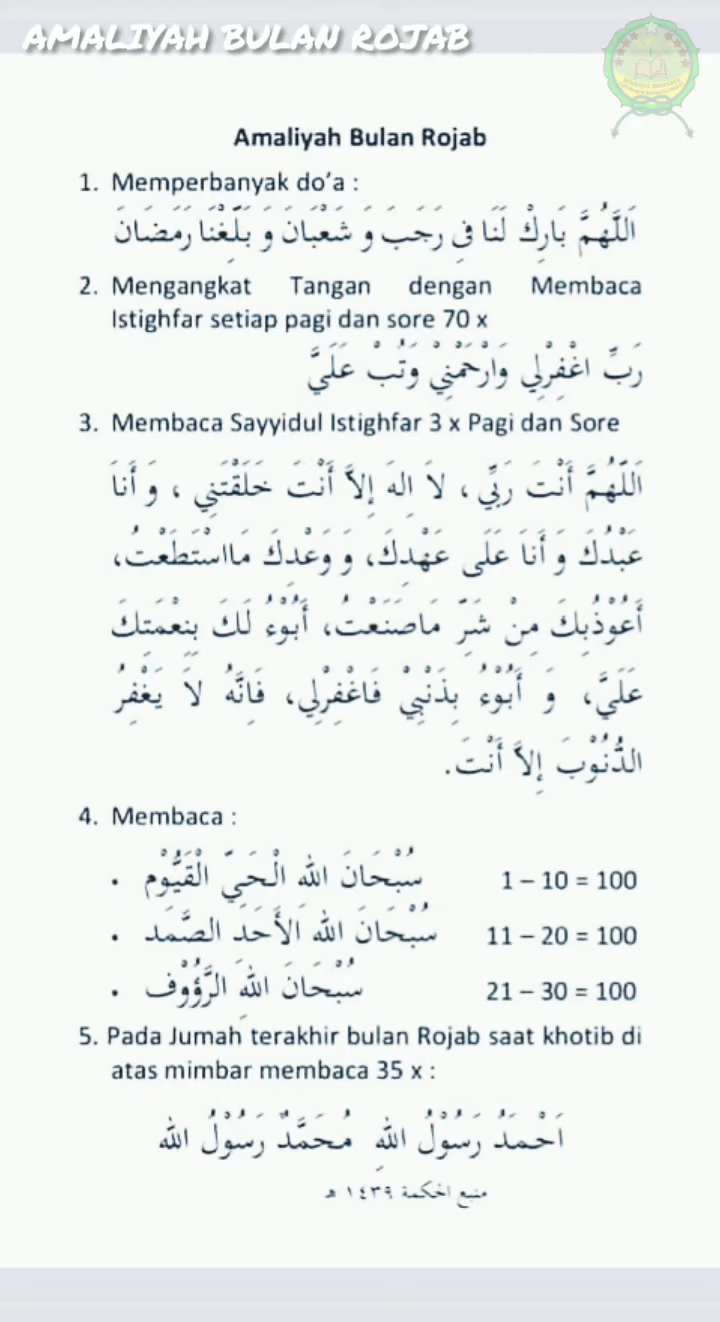 AMALIYAH BULAN ROJAB
Amaliyah Bulan Rojab
1. Memperbanyak do'a :
اَللَّهُمَّ بَارِكْ لَنَا فِي رَجَبَ وَ شَعْبَانَ وَ بَلِّغْنَا رَمَضَانَ
2. Mengangkat Tangan dengan Membaca
Istighfar setiap pagi dan sore 70 x
رَبِّ اغْفِرْلِي وَارْحَمْنِي وَتُبْ عَلَيَّ
3. Membaca Sayyidul Istighfar 3 x Pagi dan Sore
اَللَّهُمَّ أَنْتَ رَبِّي ، لاَ اِلهَ اِلاَّ أَنْتَ خَلَقْتَنِي ، وَ أَنَا
عَبْدُكَ وَ أَنَا عَلَى عَهْدِكَ، وَ وَعْدِكَ مَااسْتَطَعْتُ،
أَعُوْذُبِكَ مِنْ شَرِّ مَاصَنَعْتُ، أَبُوْءُ لَكَ بِنِعْمَتِكَ
عَلَيَّ، وَ أَبُوْءُ بِذَنْبِيْ فَاغْفِرْلِي، فَاِنَّهُ لاَ يَغْفِرُ
الذُّنُوْبَ اِلاَّ أَنْتَ.
4. Membaca :
• سُبْحَانَ الله الْحَيِّ الْقَيُّوْم 1 – 10 = 100
• سُبْحَانَ الله الأَحَد الصَّمَد 11 – 20 = 100
• سُبْحَانَ الله الرَّؤُوْف 21 – 30 = 100
5. Pada Jumah terakhir bulan Rojab saat khotib di
atas mimbar membaca 35 x :
اَحْمَدُ رَسُوْلُ اللهِ مُحَمَّدٌ رَسُوْلُ الله
منبع الحكمة ١٤٣٩ هـ